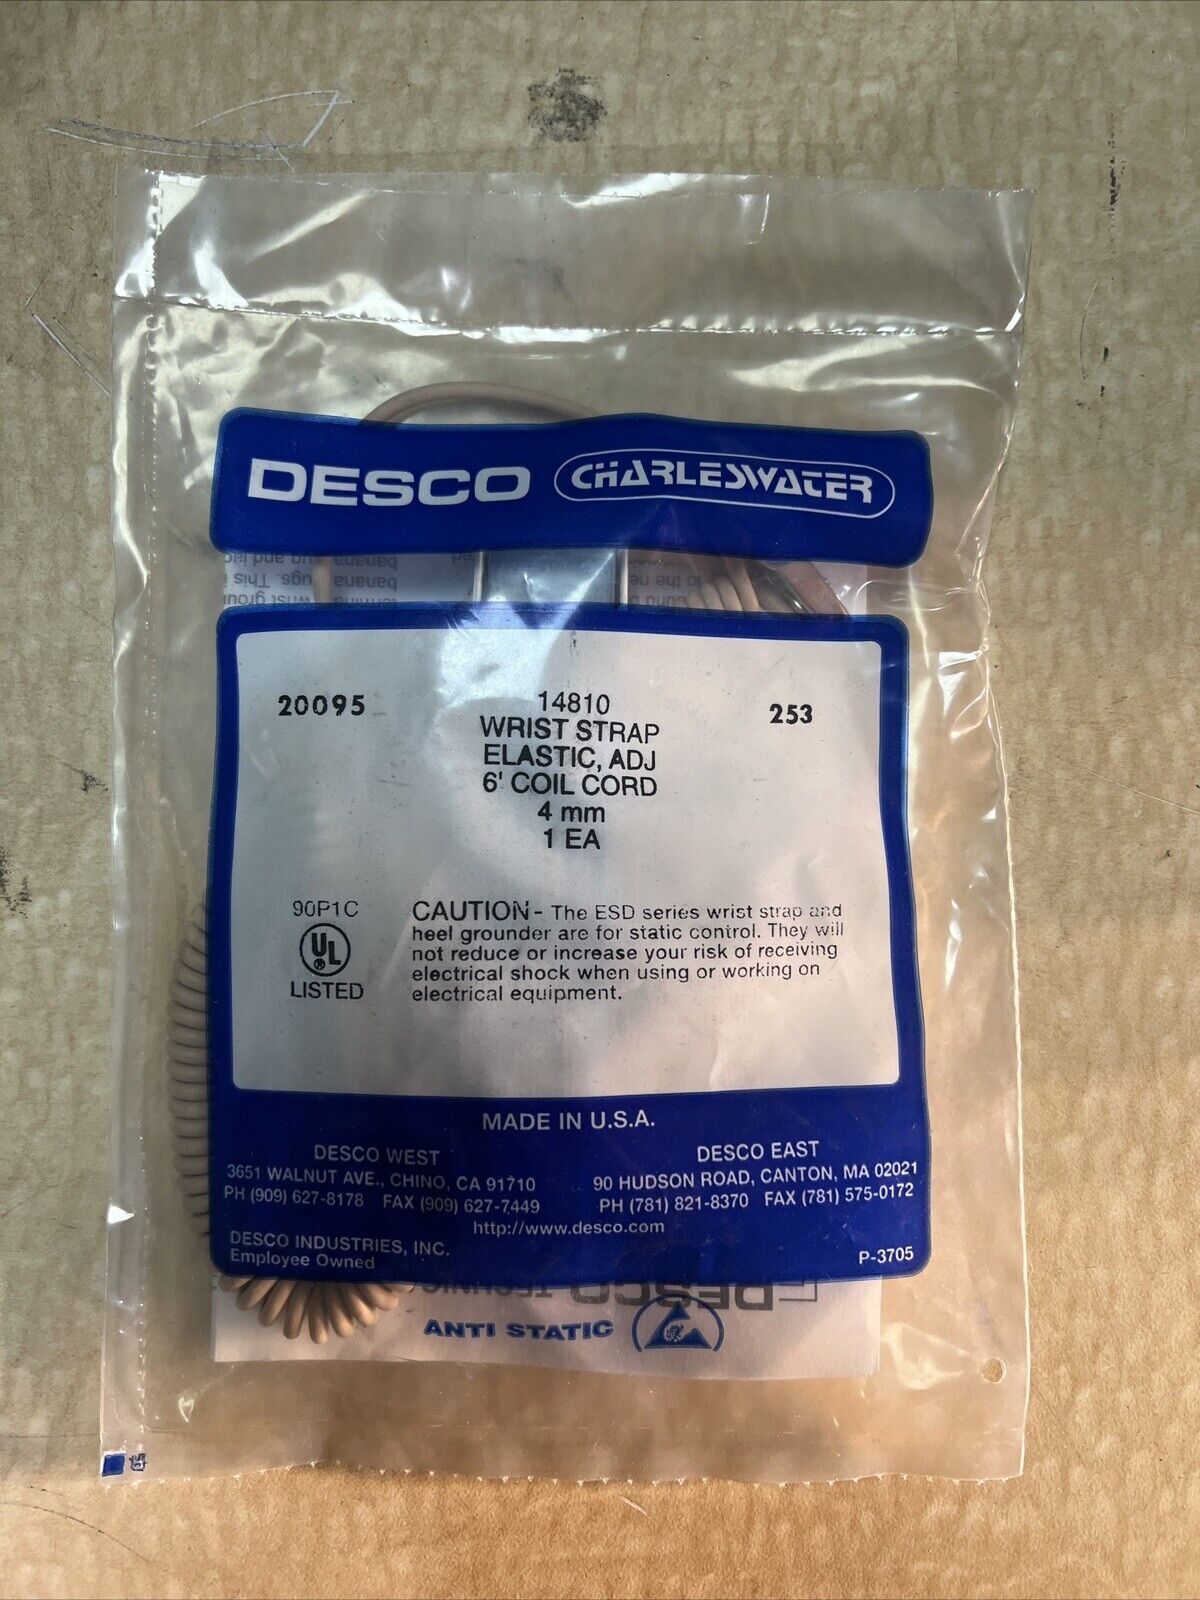 DESCO CHARLESWATER
20095
14810
253
WRIST STRAP
ELASTIC, ADJ
6' COIL CORD
4 mm
1 EA
90P1C
UL
®
LISTED
CAUTION - The ESD series wrist strap and
heel grounder are for static control. They will
not reduce or increase your risk of receiving
electrical shock when using or working on
electrical equipment.
MADE IN U.S.A.
DESCO WEST
3651 WALNUT AVE., CHINO, CA 91710
PH (909) 627-8178 FAX (909) 627-7449
DESCO EAST
90 HUDSON ROAD, CANTON, MA 02021
PH (781) 821-8370 FAX (781) 575-0172
http://www.desco.com
DESCO INDUSTRIES, INC.
Employee Owned
P-3705
DESCO
ANTI STATIC